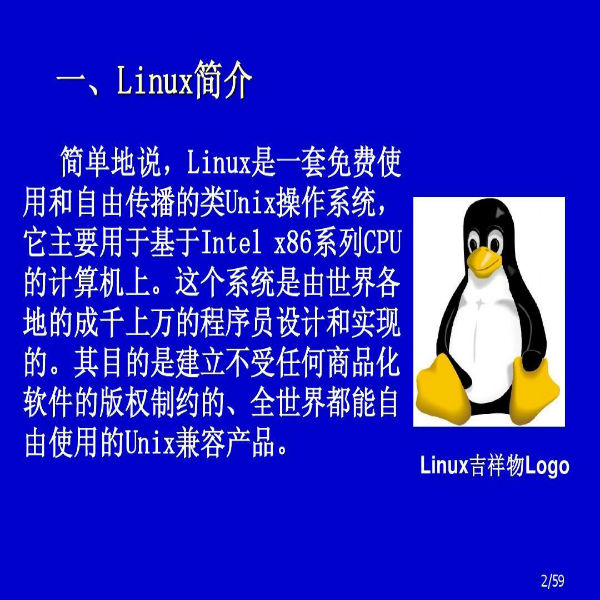 一、Linux简介
简单地说，Linux是一套免费使
用和自由传播的类Unix操作系统，
它主要用于基于Intel x86系列CPU
的计算机上。这个系统是由世界各
地的成千上万的程序员设计和实现
的。其目的是建立不受任何商品化
软件的版权制约的、全世界都能自
由使用的Unix兼容产品。
Linux吉祥物Logo
2/59